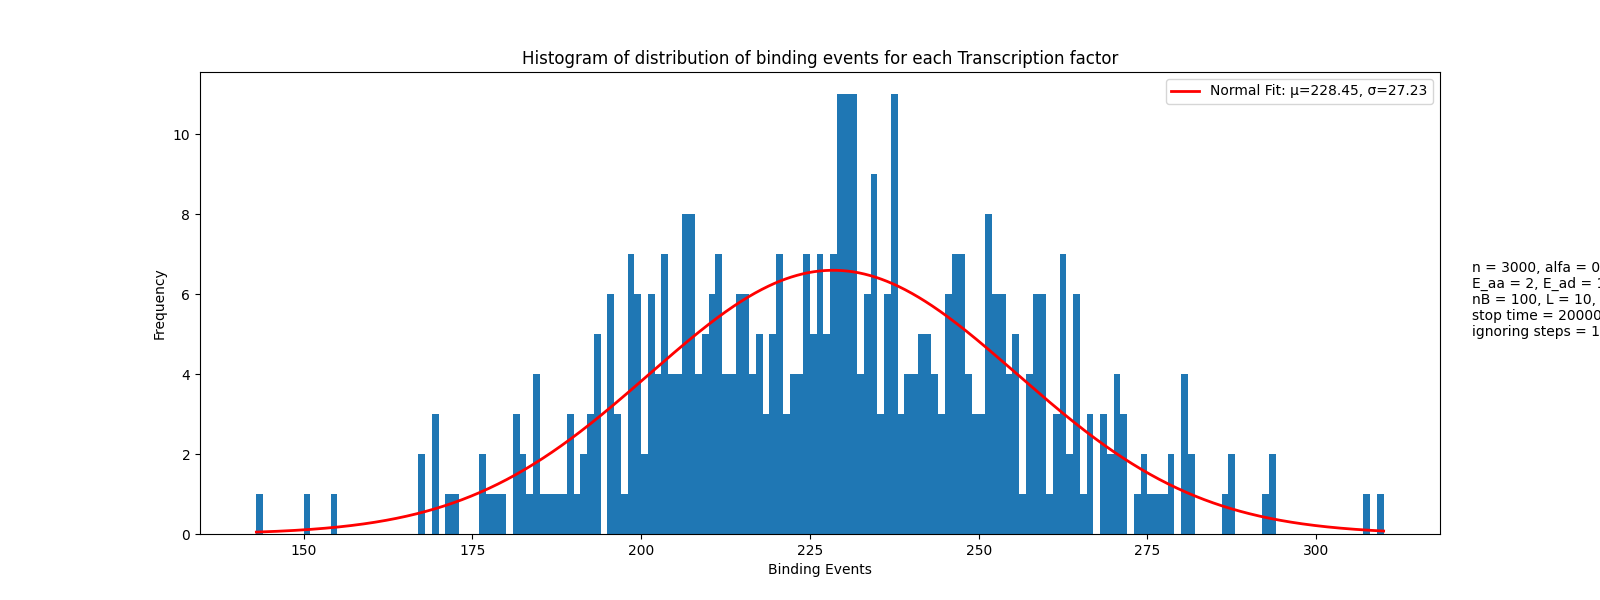 Histogram of distribution of binding events for each Transcription factor
Normal Fit: μ=228.45, σ=27.23
Frequency
10
8
6
4
2
0
150 175 200 225 250 275 300
Binding Events
n = 3000, alfa = 0
E_aa = 2, E_ad = 1
nB = 100, L = 10,
stop time = 20000
ignoring steps = 1